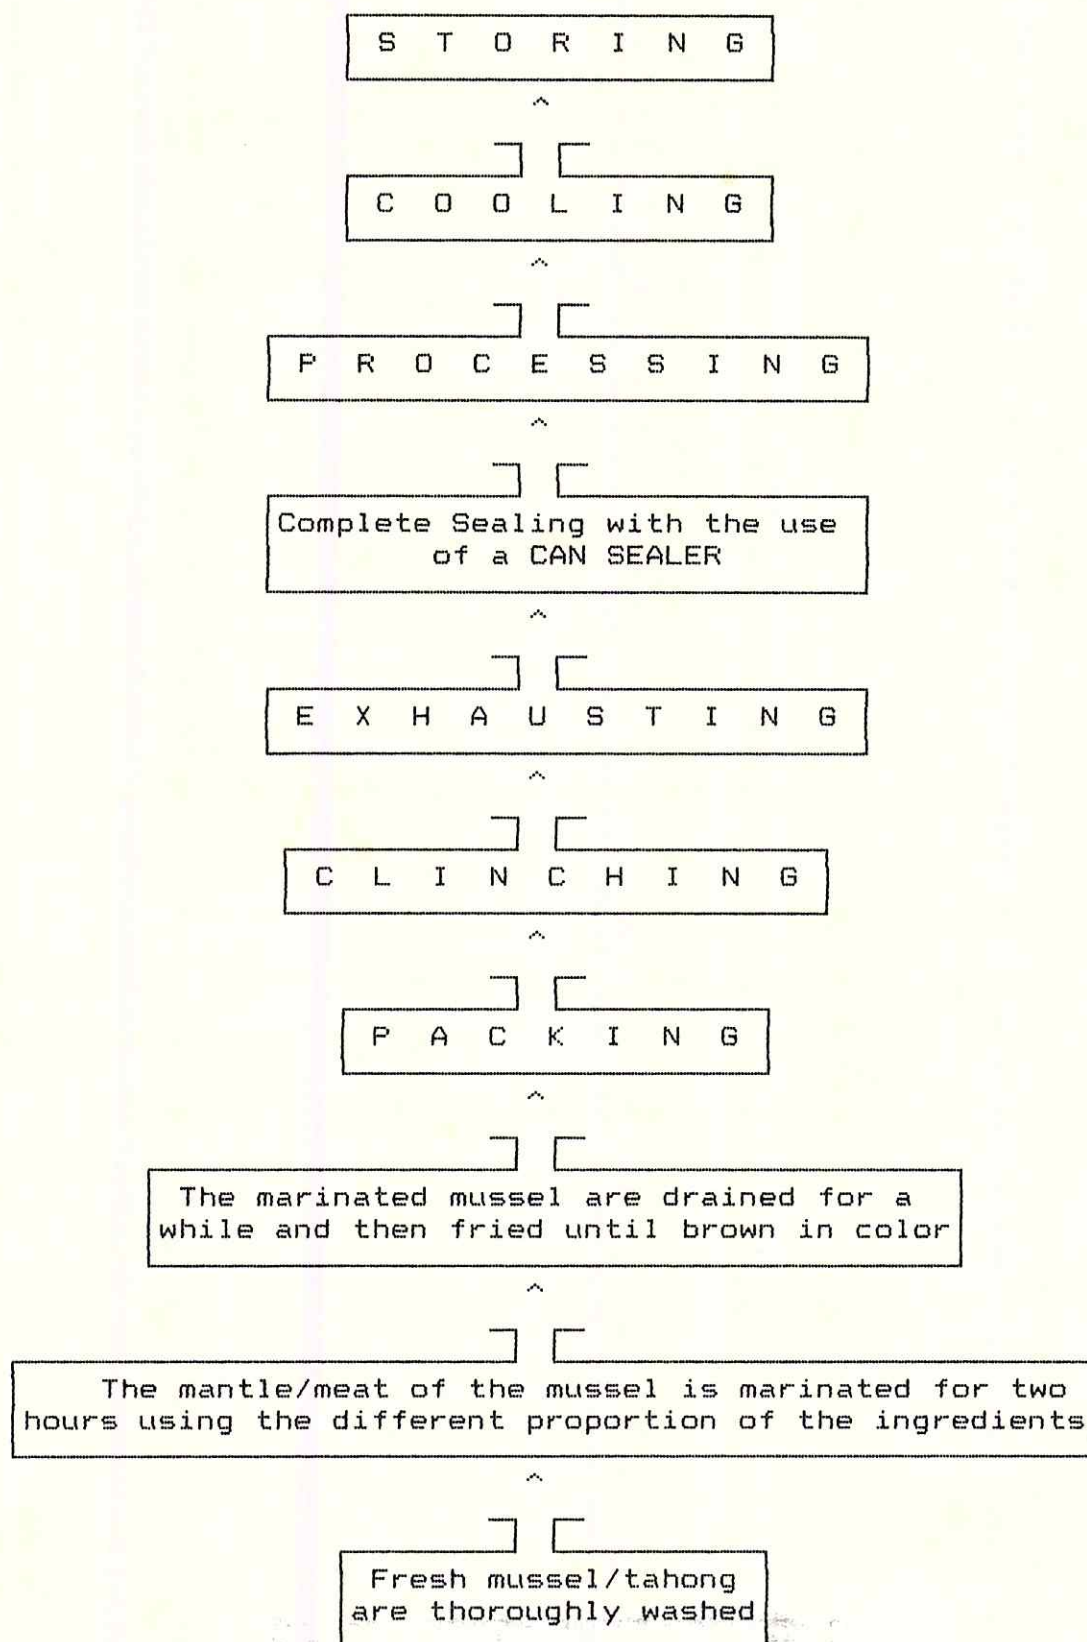 S T O R I N G
C O O L I N G
P R O C E S S I N G
Complete Sealing with the use
of a CAN SEALER
E X H A U S T I N G
C L I N C H I N G
P A C K I N G
The marinated mussel are drained for a
while and then fried until brown in color
The mantle/meat of the mussel is marinated for two
hours using the different proportion of the ingredients
Fresh mussel/tahong
are thoroughly washed